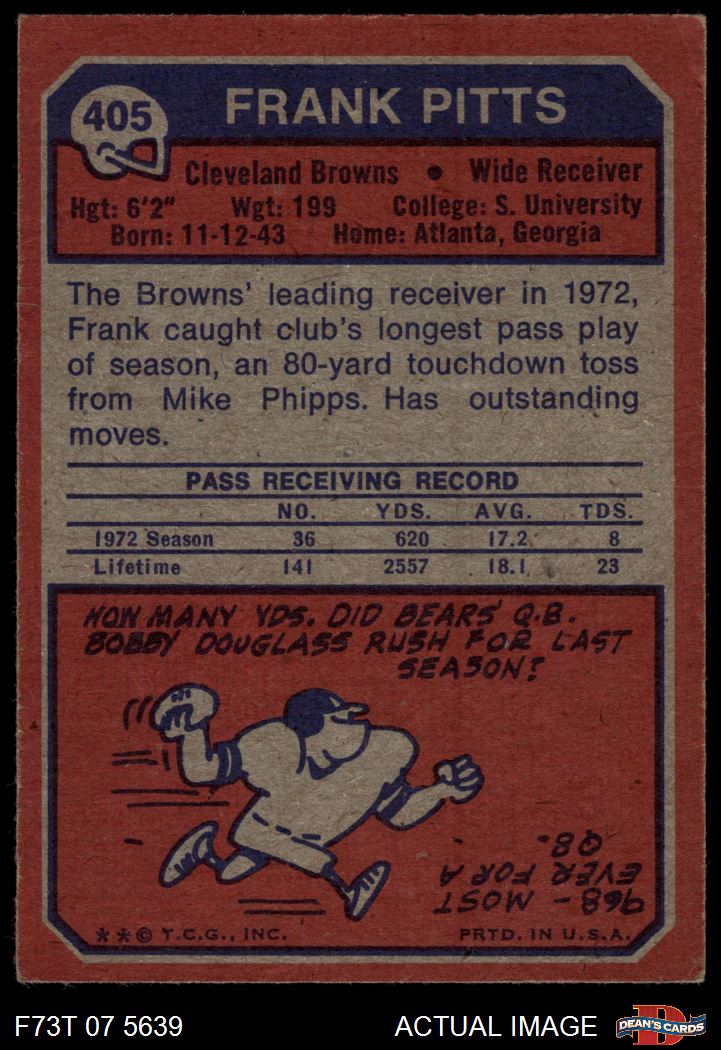 405
FRANK PITTS
Cleveland Browns • Wide Receiver
Hgt: 6'2" Wgt: 199 College: S. University
Born: 11-12-43 Home: Atlanta, Georgia
The Browns' leading receiver in 1972,
Frank caught club's longest pass play
of season, an 80-yard touchdown toss
from Mike Phipps. Has outstanding
moves.
PASS RECEIVING RECORD
NO. YDS. AVG. TDS.
1972 Season 36 620 17.2 8
Lifetime 141 2557 18.1 23
HOW MANY YDS. DID BEARS' Q.B.
BOBBY DOUGLASS RUSH FOR LAST
SEASON?
968 - MOST
EVER FOR A
QB.
**© T.C.G., INC. PRTD. IN U.S.A.
F73T 07 5639 ACTUAL IMAGE D DEAN'S CARDS